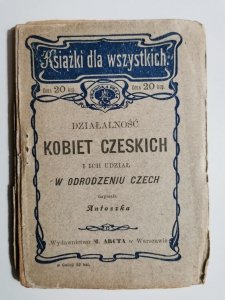 Książki dla wszystkich.
Cena 20 kop.
Cena 20 kop.
DZIAŁALNOŚĆ
KOBIET CZESKICH
I ICH UDZIAŁ
W ODRODZENIU CZECH
napisała
Antoszka
Wydawnictwo M. ARCTA w Warszawie